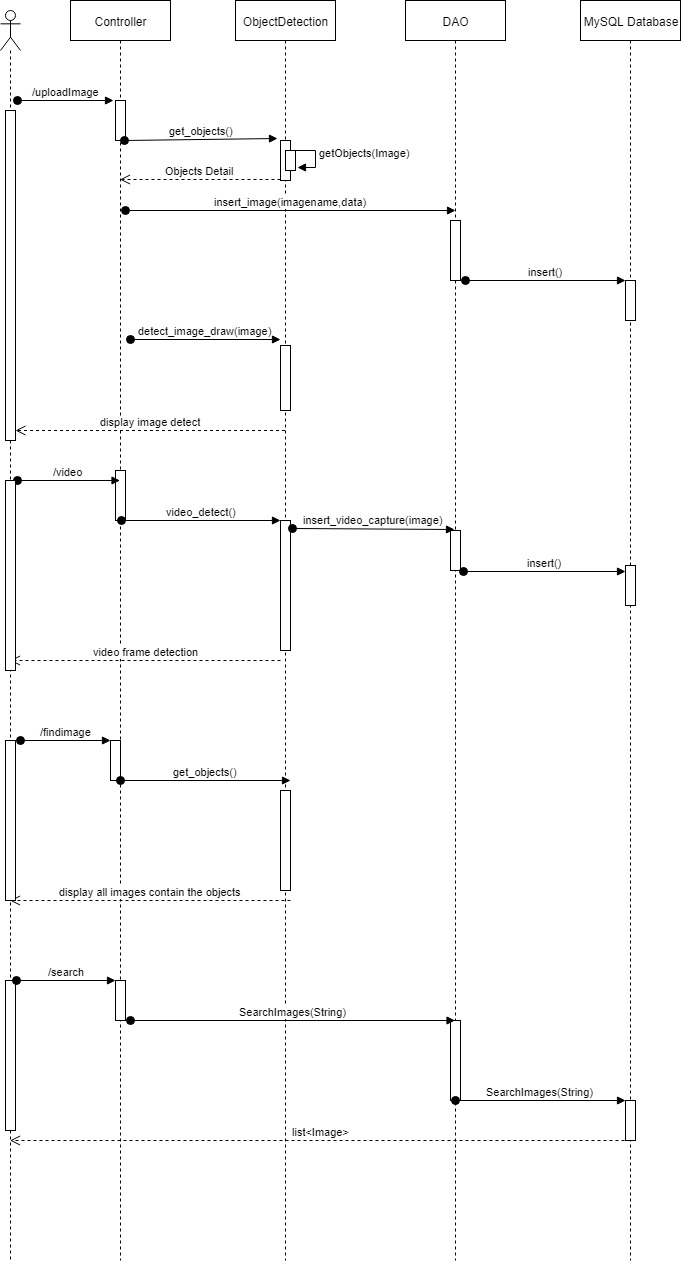 Controller
ObjectDetection
DAO
MySQL Database
/uploadImage
get_objects()
getObjects(Image)
Objects Detail
insert_image(imagename,data)
insert()
detect_image_draw(image)
display image detect
/video
video_detect()
insert_video_capture(image)
insert()
video frame detection
/findimage
get_objects()
display all images contain the objects
/search
SearchImages(String)
SearchImages(String)
list<Image>